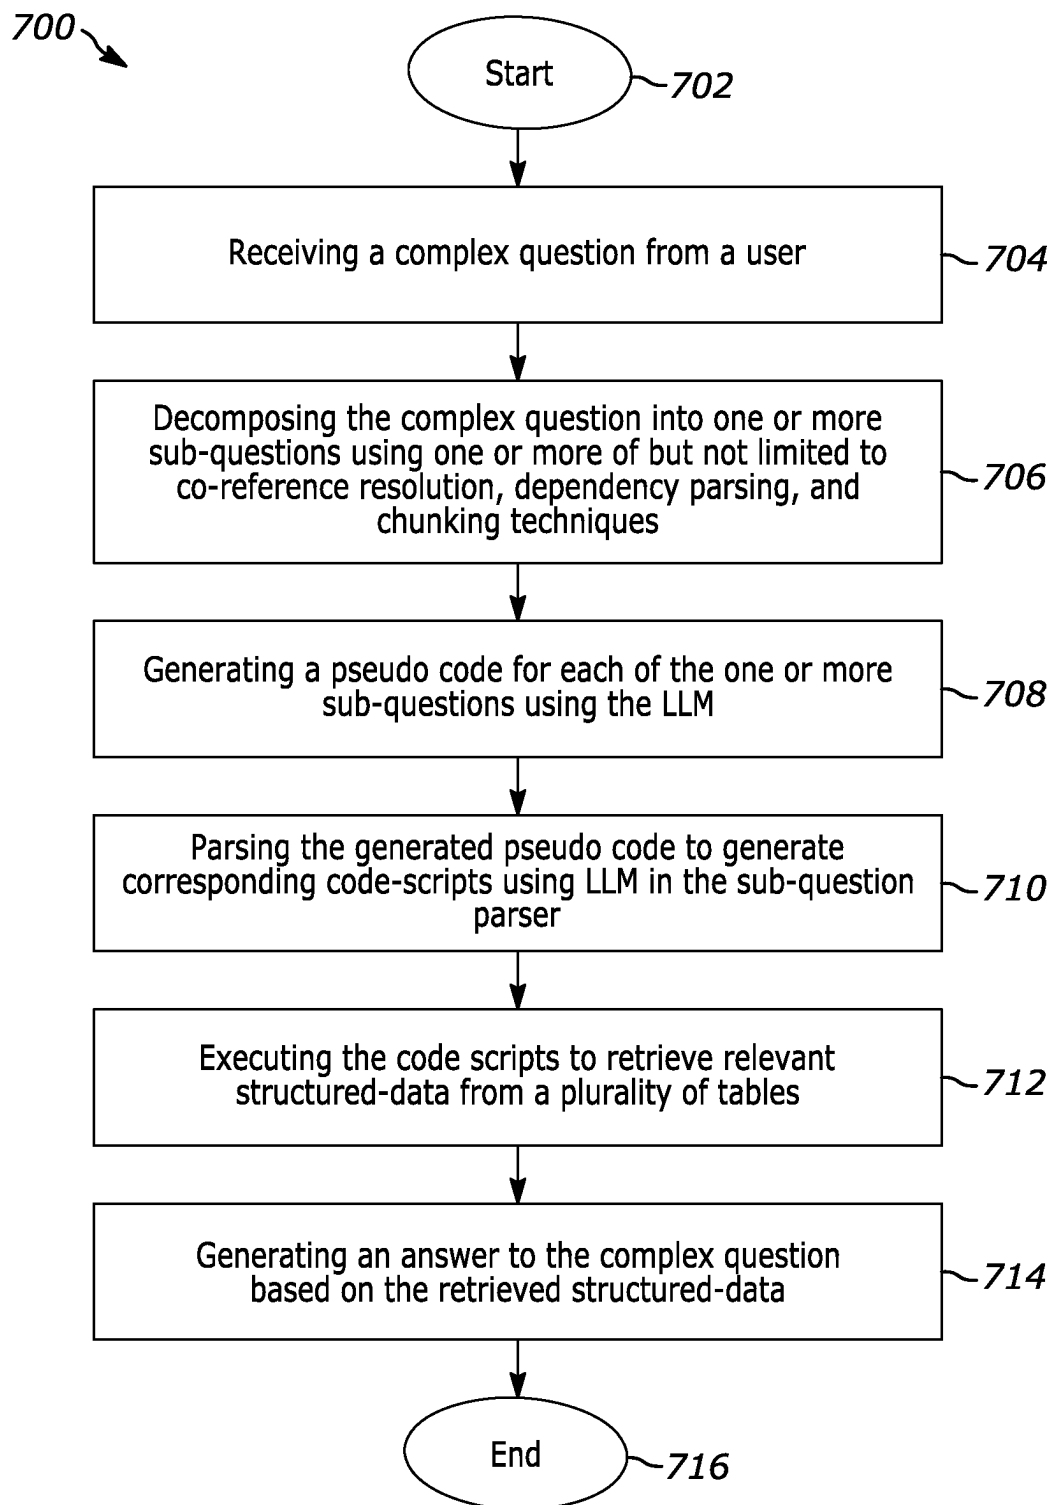 700
Start
702
Receiving a complex question from a user
704
Decomposing the complex question into one or more
sub-questions using one or more of but not limited to
co-reference resolution, dependency parsing, and
chunking techniques
706
Generating a pseudo code for each of the one or more
sub-questions using the LLM
708
Parsing the generated pseudo code to generate
corresponding code-scripts using LLM in the sub-question
parser
710
Executing the code scripts to retrieve relevant
structured-data from a plurality of tables
712
Generating an answer to the complex question
based on the retrieved structured-data
714
End
716